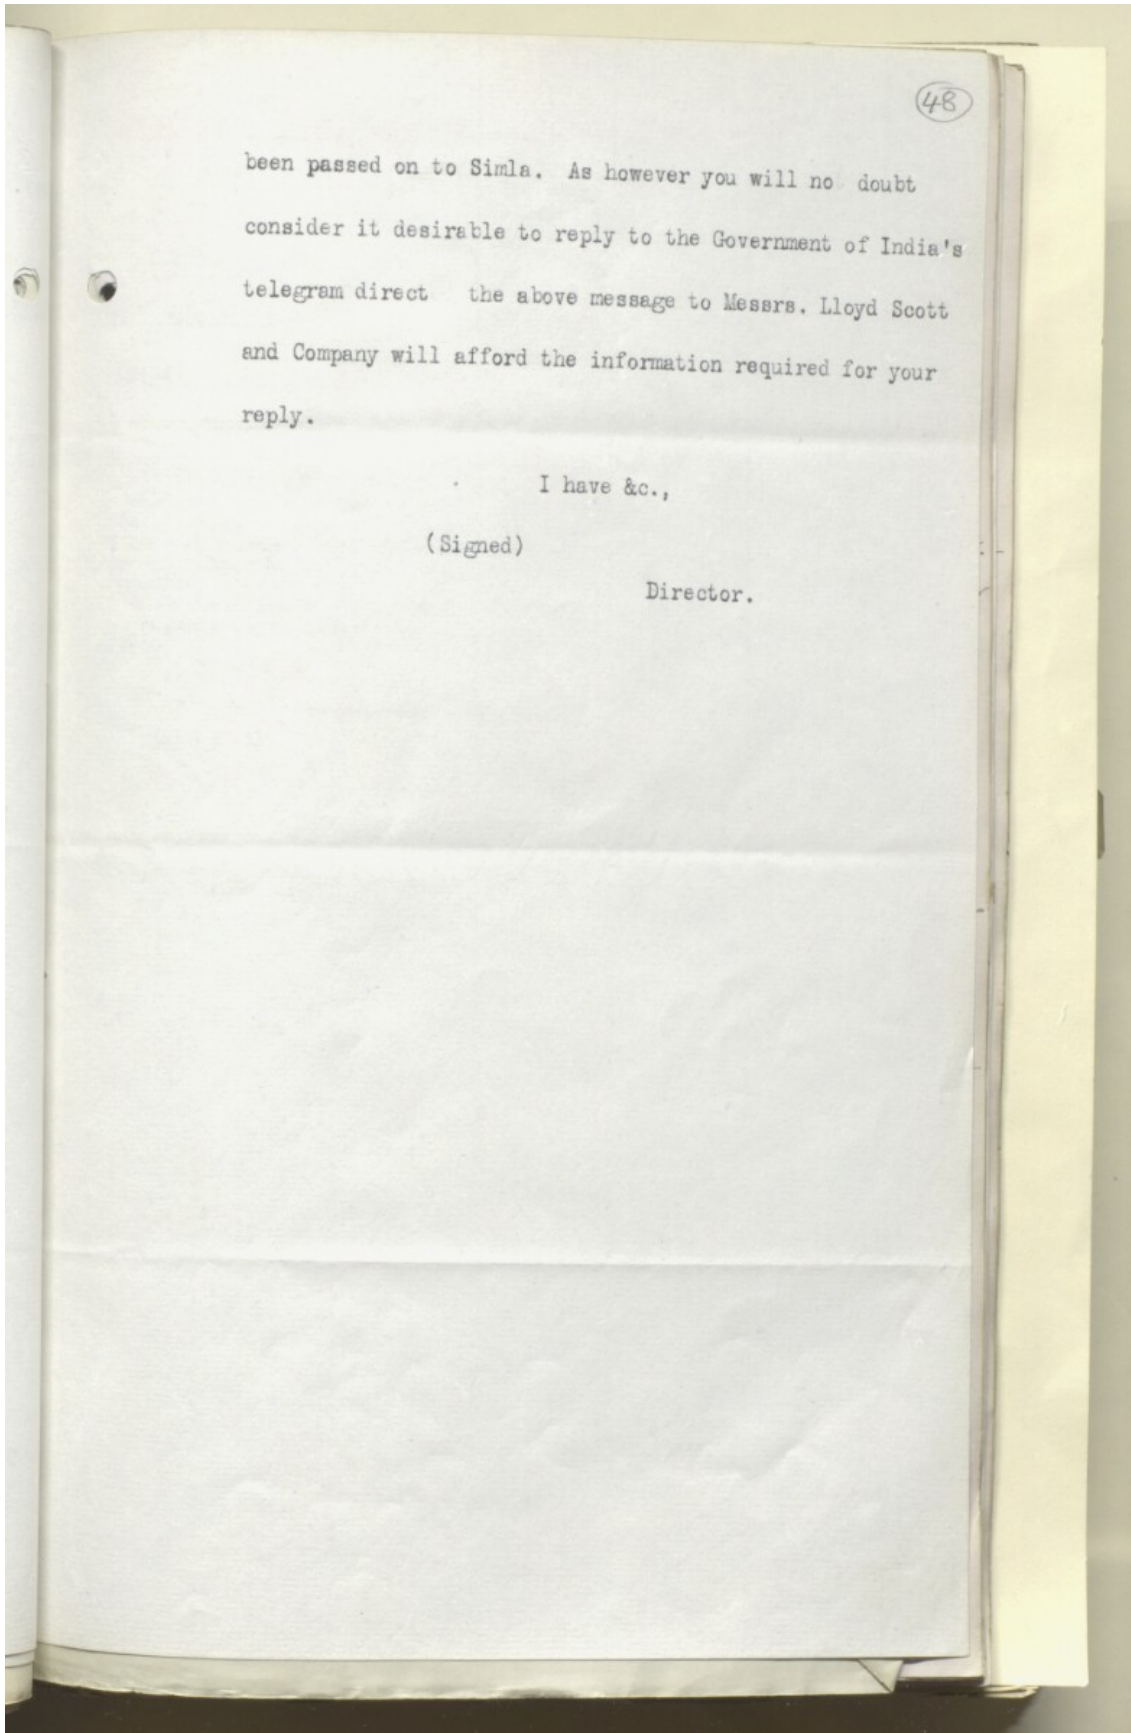 48
been passed on to Simla. As however you will no doubt
consider it desirable to reply to the Government of India's
telegram direct the above message to Messrs. Lloyd Scott
and Company will afford the information required for your
reply.
I have &c.,
(Signed)
Director.